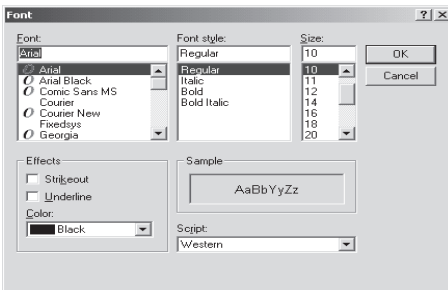 Font
Font:
Font style:
Size:
Arial
Regular
10
OK
Cancel
Arial
Arial Black
Comic Sans MS
Courier
Courier New
Fixedsys
Georgia
Regular
Italic
Bold
Bold Italic
10
11
12
14
16
18
20
Effects
Strikeout
Underline
Color:
Black
Sample
AaBbYyZz
Script:
Western